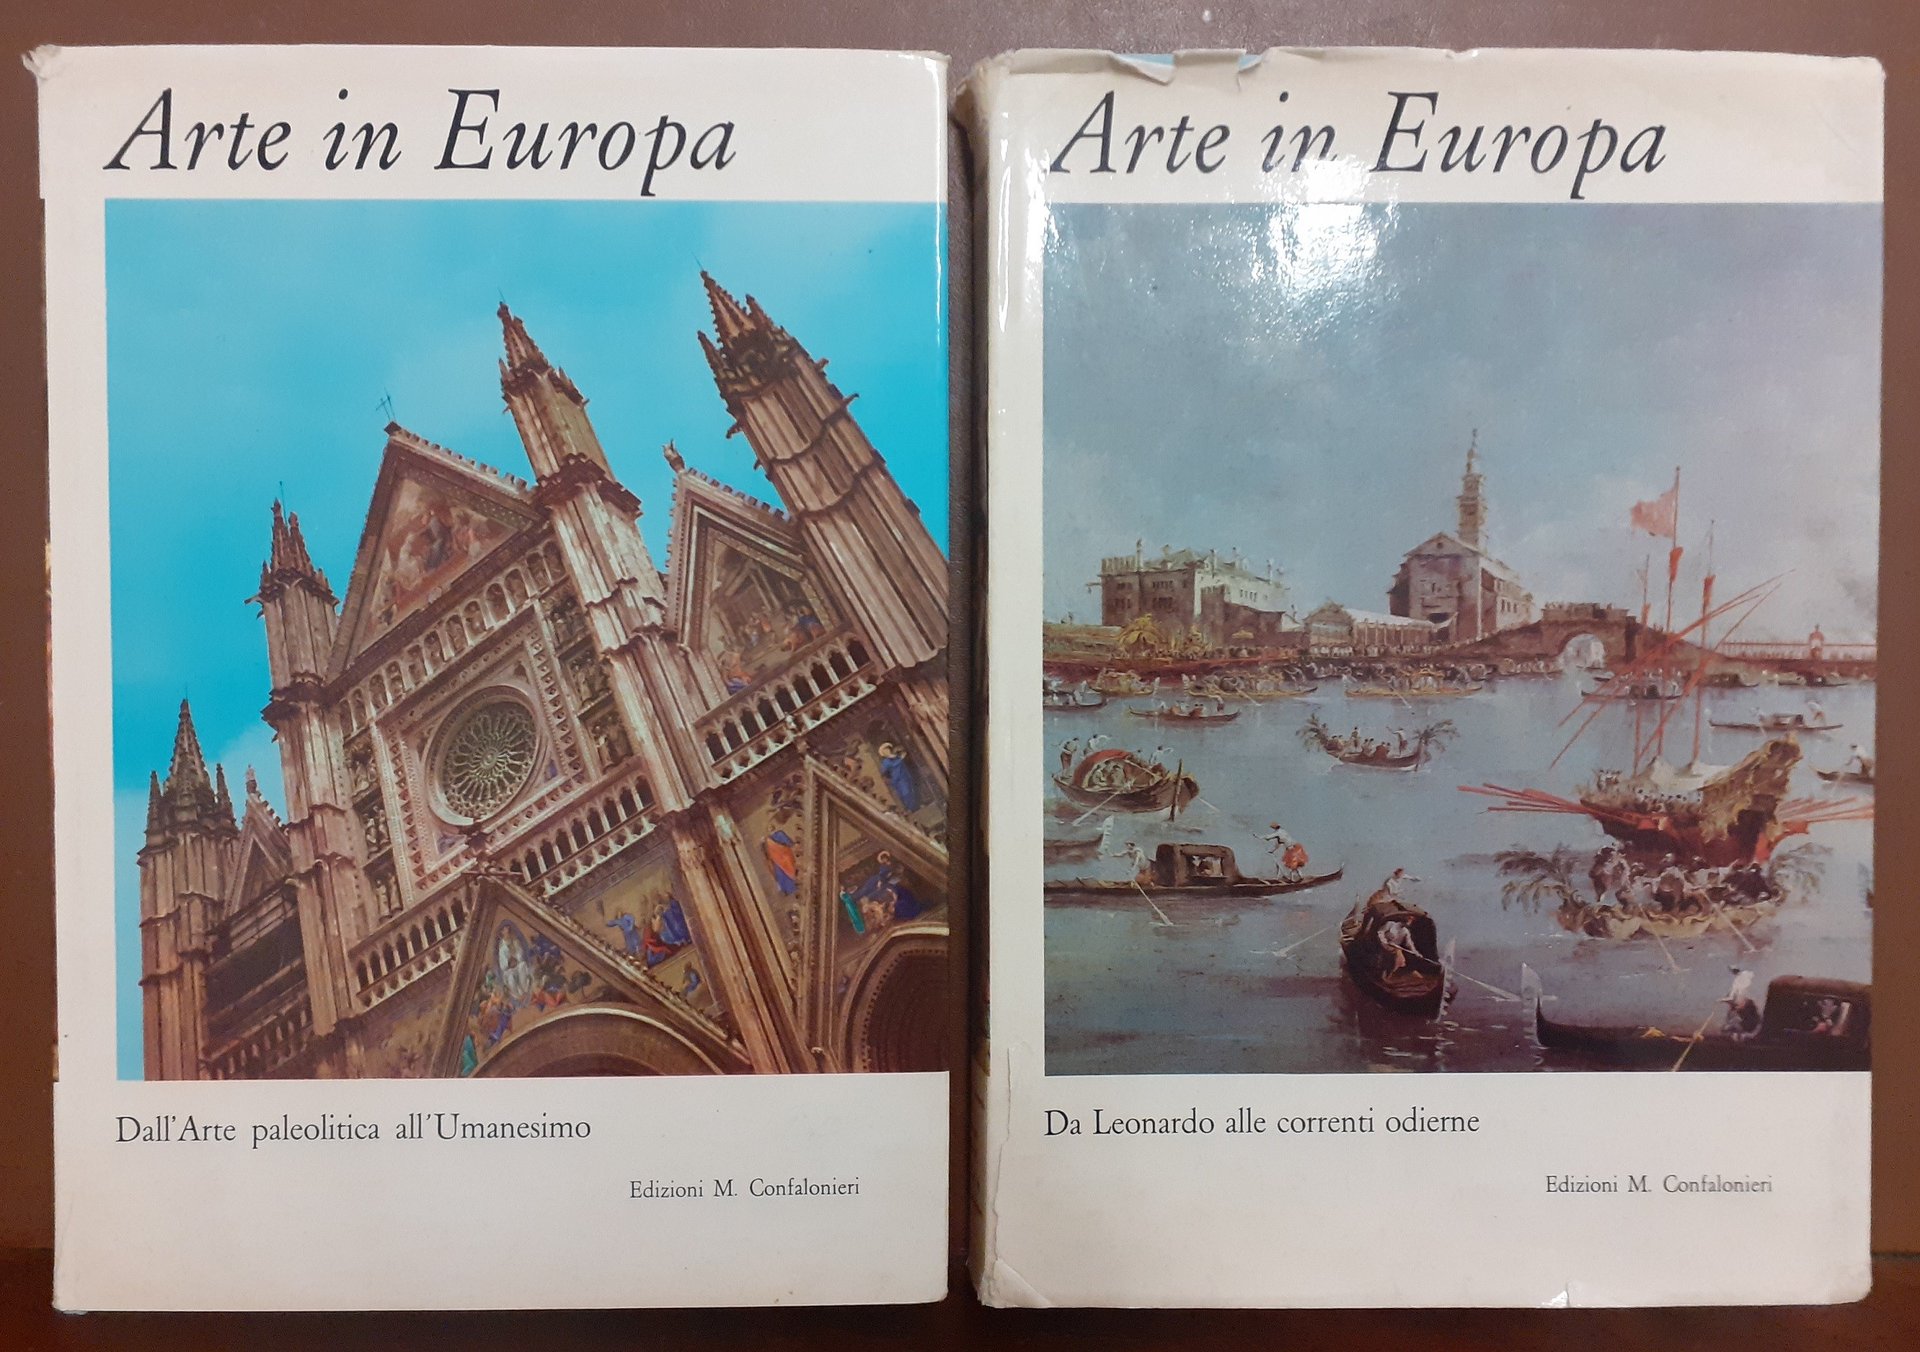 Arte in Europa
Dall'Arte paleolitica all'Umanesimo
Edizioni M. Confalonieri
Arte in Europa
Da Leonardo alle correnti odierne
Edizioni M. Confalonieri